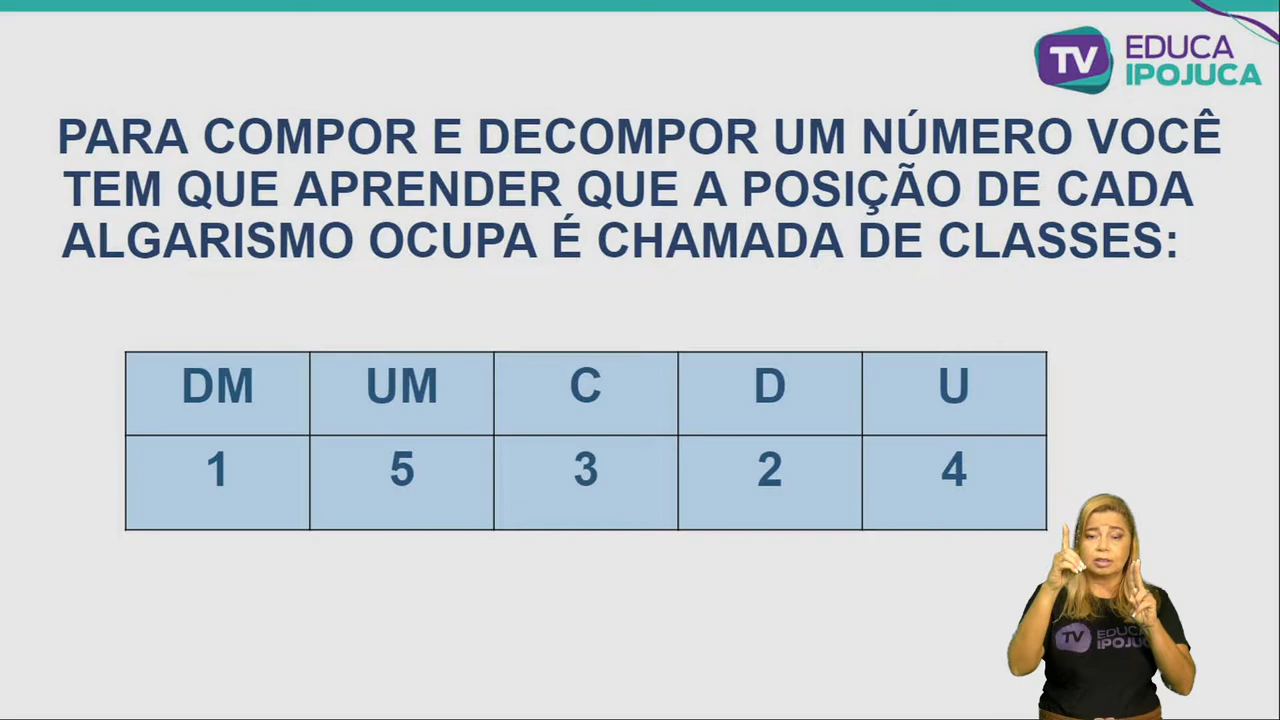 TV EDUCA
IPOJUCA
PARA COMPOR E DECOMPOR UM NÚMERO VOCÊ
TEM QUE APRENDER QUE A POSIÇÃO DE CADA
ALGARISMO OCUPA É CHAMADA DE CLASSES:
DM UM C D U
1 5 3 2 4
TV EDUCA
IPOJUC